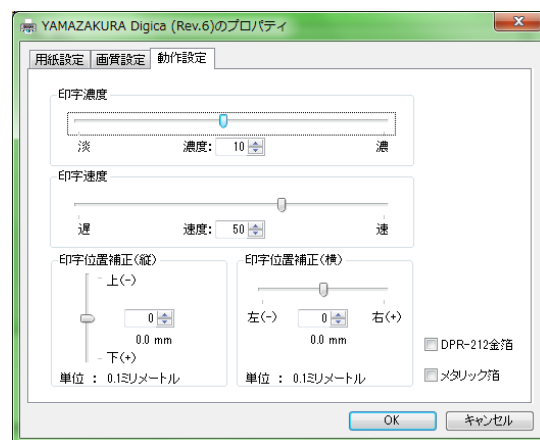 YAMAZAKURA Digica (Rev.6)のプロパティ
用紙設定 画質設定 動作設定
印字濃度
淡 濃度: 10 濃
印字速度
遅 速度: 50 速
印字位置補正(縦)
上(-)
0
0.0 mm
下(+)
単位 : 0.1ミリメートル
印字位置補正(横)
左(-) 0 右(+)
0.0 mm
単位 : 0.1ミリメートル
DPR-212金箔
メタリック箔
OK キャンセル